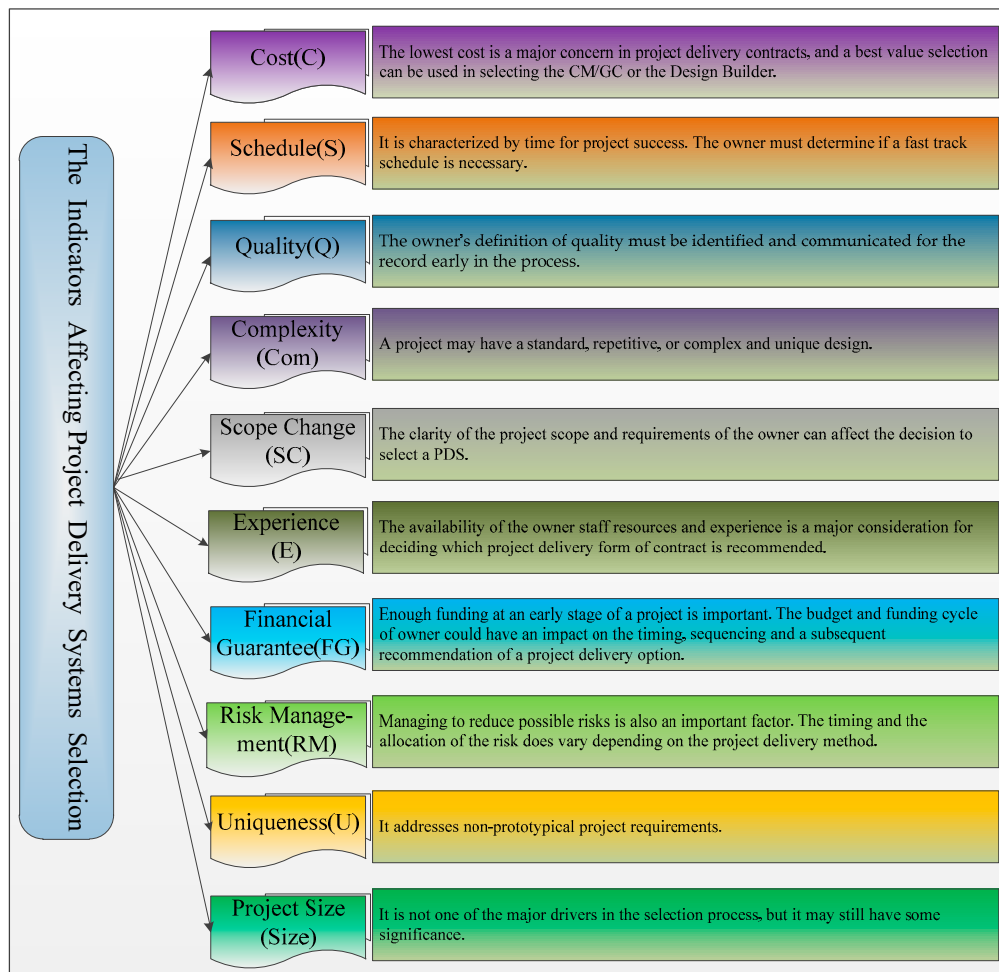 The Indicators Affecting Project Delivery Systems Selection
Cost(C)
The lowest cost is a major concern in project delivery contracts, and a best value selection
can be used in selecting the CM/GC or the Design Builder.
Schedule(S)
It is characterized by time for project success. The owner must determine if a fast track
schedule is necessary.
Quality(Q)
The owner's definition of quality must be identified and communicated for the
record early in the process.
Complexity
(Com)
A project may have a standard, repetitive, or complex and unique design.
Scope Change
(SC)
The clarity of the project scope and requirements of the owner can affect the decision to
select a PDS.
Experience
(E)
The availability of the owner staff resources and experience is a major consideration for
deciding which project delivery form of contract is recommended.
Financial
Guarantee(FG)
Enough funding at an early stage of a project is important. The budget and funding cycle
of owner could have an impact on the timing, sequencing and a subsequent
recommendation of a project delivery option.
Risk Manage-
ment(RM)
Managing to reduce possible risks is also an important factor. The timing and the
allocation of the risk does vary depending on the project delivery method.
Uniqueness(U)
It addresses non-prototypical project requirements.
Project Size
(Size)
It is not one of the major drivers in the selection process, but it may still have some
significance.